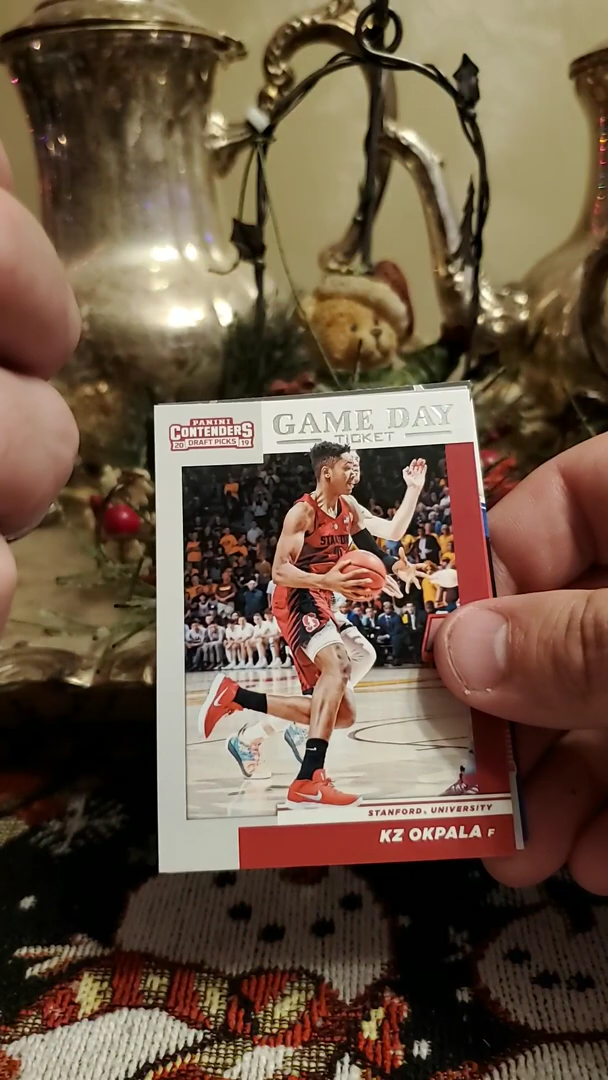 PANINI
CONTENDERS
20 DRAFT PICKS 19
GAME DAY
TICKET
STANFORD, UNIVERSITY
KZ OKPALA F